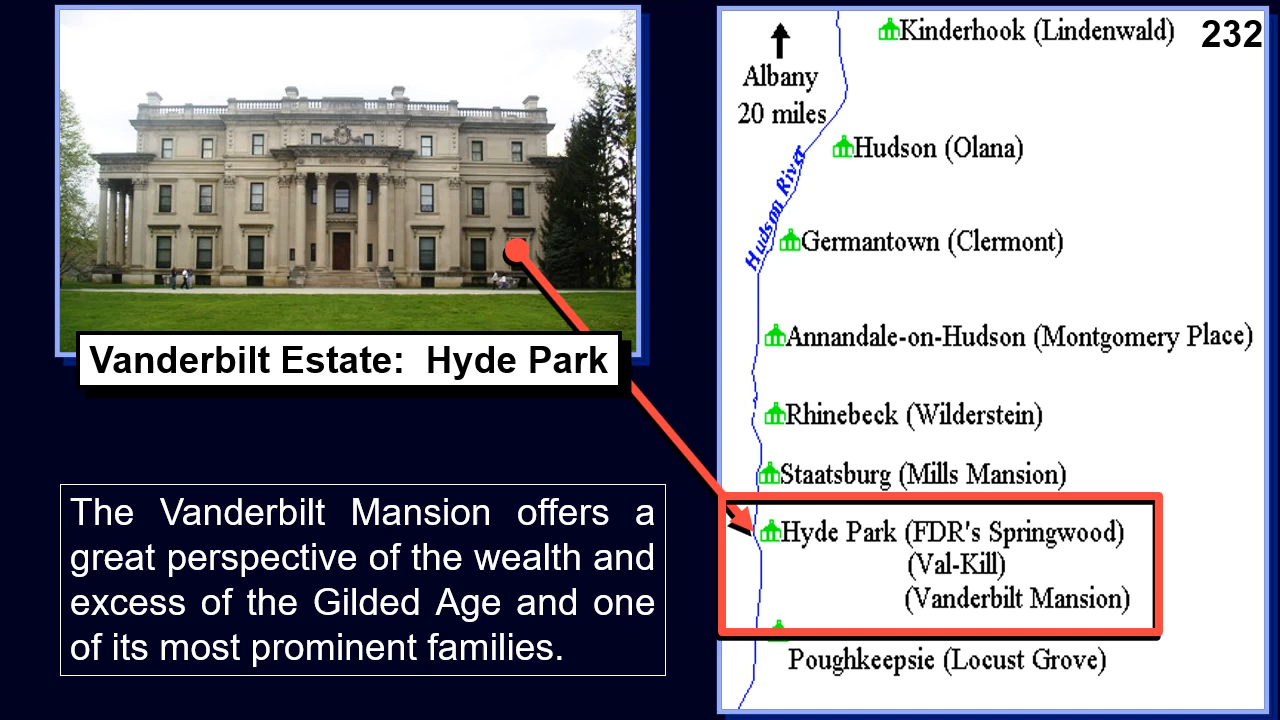 Vanderbilt Estate: Hyde Park
The Vanderbilt Mansion offers a
great perspective of the wealth and
excess of the Gilded Age and one
of its most prominent families.
232
Kinderhook (Lindenwald)
Albany
20 miles
Hudson (Olana)
Hudson River
Germantown (Clermont)
Annandale-on-Hudson (Montgomery Place)
Rhinebeck (Wilderstein)
Staatsburg (Mills Mansion)
Hyde Park (FDR's Springwood)
(Val-Kill)
(Vanderbilt Mansion)
Poughkeepsie (Locust Grove)